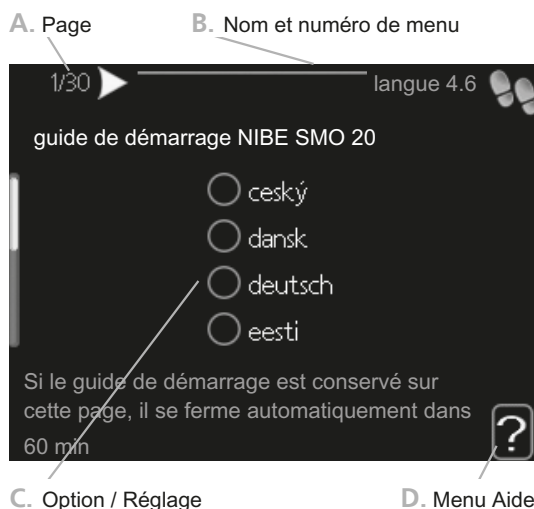 A. Page
B. Nom et numéro de menu
1/30
langue 4.6
guide de démarrage NIBE SMO 20
ceský
dansk
deutsch
eesti
Si le guide de démarrage est conservé sur
cette page, il se ferme automatiquement dans
60 min
?
C. Option / Réglage
D. Menu Aide